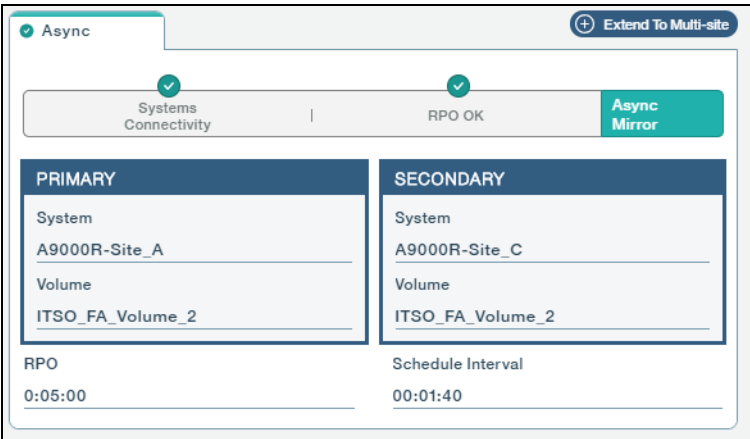 Async
Extend To Multi-site
Systems
Connectivity
RPO OK
Async
Mirror
PRIMARY
System
A9000R-Site_A
Volume
ITSO_FA_Volume_2
SECONDARY
System
A9000R-Site_C
Volume
ITSO_FA_Volume_2
RPO
0:05:00
Schedule Interval
00:01:40